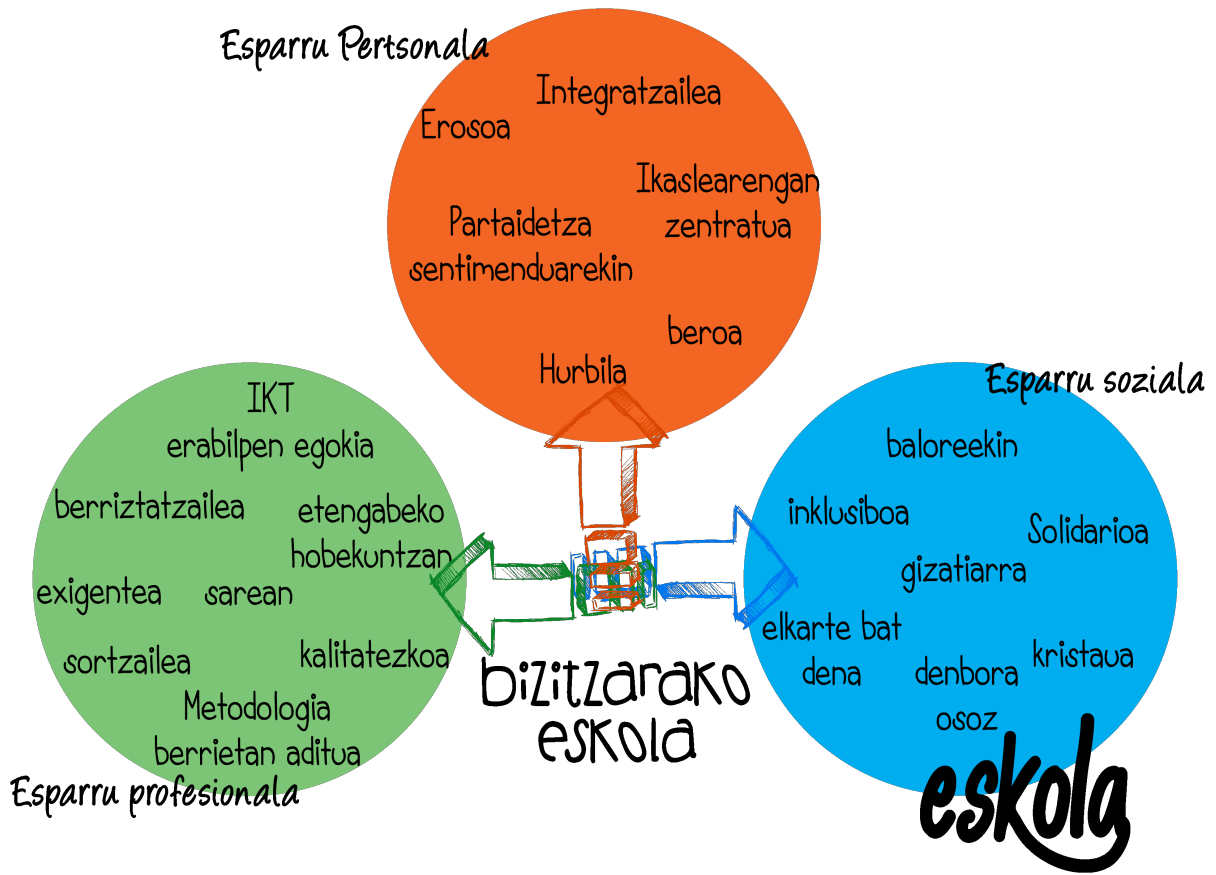 Esparru Pertsonala
Integratzailea
Erosoa
Ikaslearengan
zentratua
Partaidetza
sentimenduarekin
beroa
Hurbila
IKT
erabilpen egokia
berriztatzailea
etengabeko
hobekuntzan
exigentea
sarean
sortzailea
kalitatezkoa
Metodologia
berrietan aditua
Esparru profesionala
bizitzarako
eskola
Esparru soziala
baloreekin
inklusiboa
Solidarioa
gizatiarra
elkarte bat
dena
denbora
osoz
kristaua
eskola